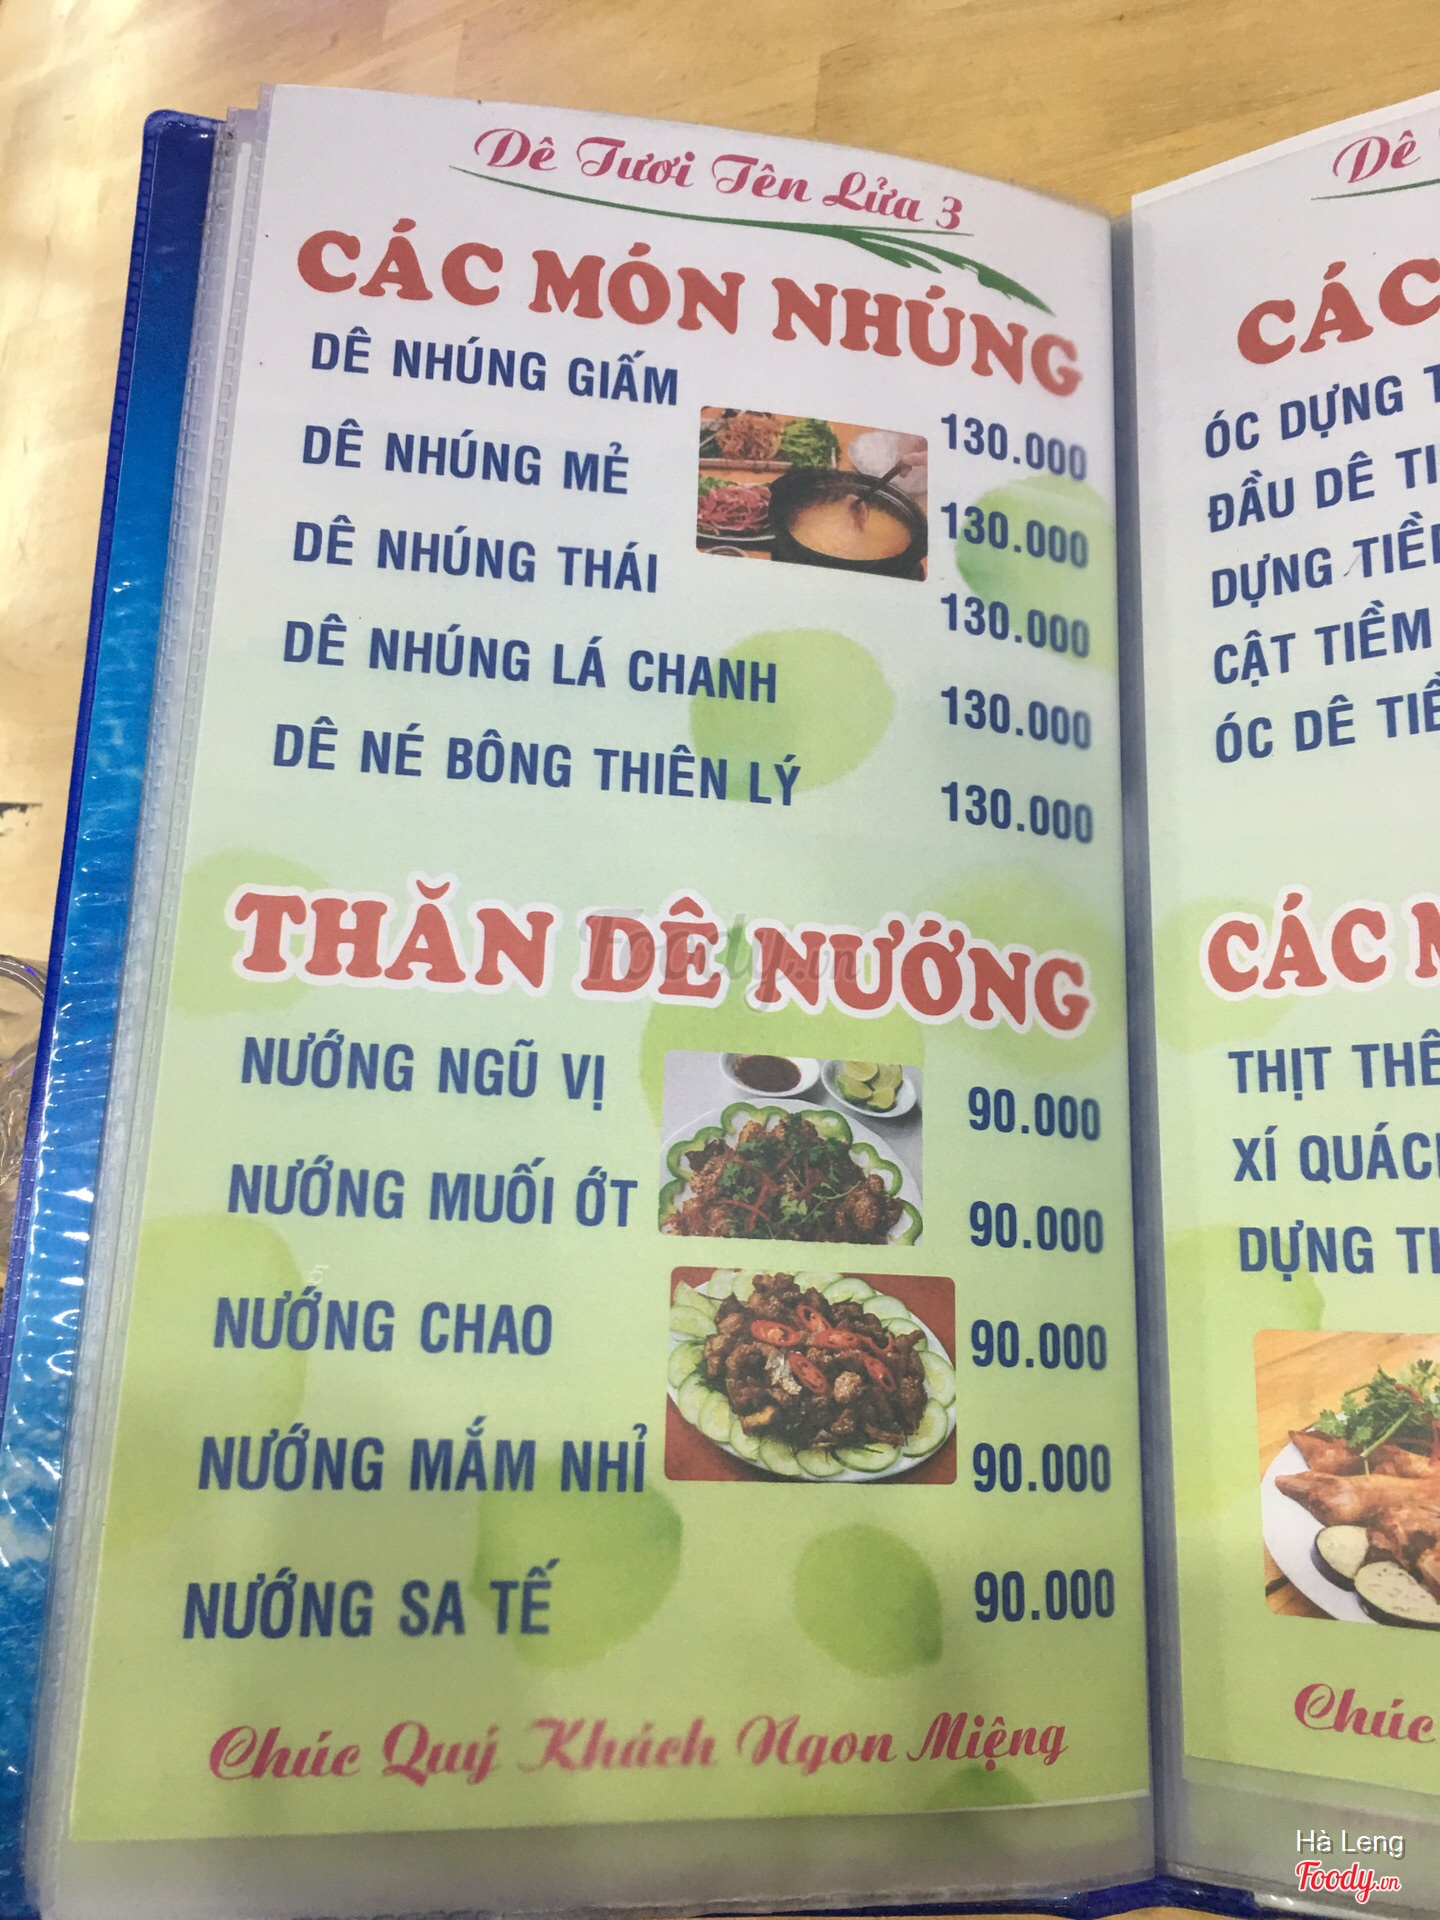 Dê Tươi Tên Lửa 3
CÁC MÓN NHÚNG
DÊ NHÚNG GIẤM 130.000
DÊ NHÚNG MẺ 130.000
DÊ NHÚNG THÁI 130.000
DÊ NHÚNG LÁ CHANH 130.000
DÊ NÉ BÔNG THIÊN LÝ 130.000
THĂN DÊ NƯỚNG
NƯỚNG NGŨ VỊ 90.000
NƯỚNG MUỐI ỚT 90.000
NƯỚNG CHAO 90.000
NƯỚNG MẮM NHỈ 90.000
NƯỚNG SA TẾ 90.000
Chúc Quý Khách Ngon Miệng
Dê
CÁC
ÓC DỰNG
ĐẦU DÊ
DỰNG
CẬT TIỀM
ÓC DÊ
CÁC
THỊT
XÍ
DỰNG
Chúc
Foody.vn
Hà Leng
Foody.vn